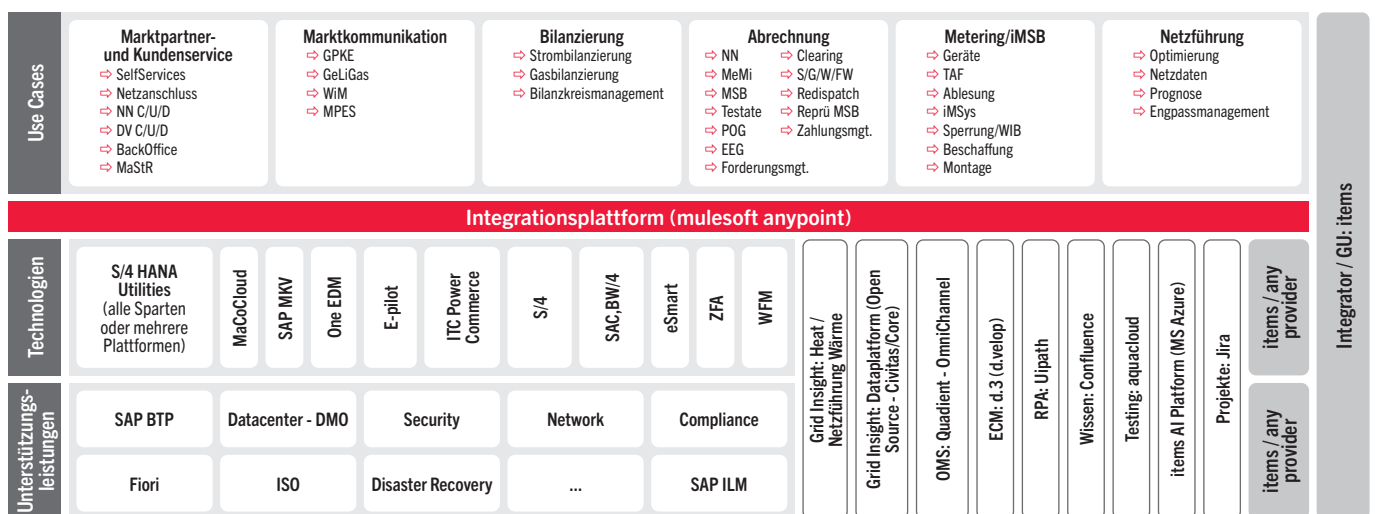 Use Cases
Marktpartner-
und Kundenservice
⇨ SelfServices
⇨ Netzanschluss
⇨ NN C/U/D
⇨ DV C/U/D
⇨ BackOffice
⇨ MaStR
Marktkommunikation
⇨ GPKE
⇨ GeLiGas
⇨ WiM
⇨ MPES
Bilanzierung
⇨ Strombilanzierung
⇨ Gasbilanzierung
⇨ Bilanzkreismanagement
Abrechnung
⇨ NN
⇨ MeMi
⇨ MSB
⇨ Testate
⇨ POG
⇨ EEG
⇨ Forderungsmgt.
⇨ Clearing
⇨ S/G/W/FW
⇨ Redispatch
⇨ Reprü MSB
⇨ Zahlungsmgt.
Metering/iMSB
⇨ Geräte
⇨ TAF
⇨ Ablesung
⇨ iMSys
⇨ Sperrung/WIB
⇨ Beschaffung
⇨ Montage
Netzführung
⇨ Optimierung
⇨ Netzdaten
⇨ Prognose
⇨ Engpassmanagement
Integrationsplattform (mulesoft anypoint)
Technologien
S/4 HANA
Utilities
(alle Sparten
oder mehrere
Plattformen)
MaCoCloud
SAP MKV
One EDM
E-pilot
ITC Power
Commerce
S/4
SAC,BW/4
eSmart
ZFA
WFM
Unterstützungs-
leistungen
SAP BTP
Datacenter - DMO
Security
Network
Compliance
Fiori
ISO
Disaster Recovery
...
SAP ILM
Grid Insight: Heat /
Netzführung Wärme
Grid Insight: Dataplatform (Open
Source - Civitas/Core)
OMS: Quadient - OmniChannel
ECM: d.3 (d.velop)
RPA: Uipath
Wissen: Confluence
Testing: aquacloud
items AI Platform (MS Azure)
Projekte: Jira
items / any
provider
items / any
provider
Integrator / GU: items